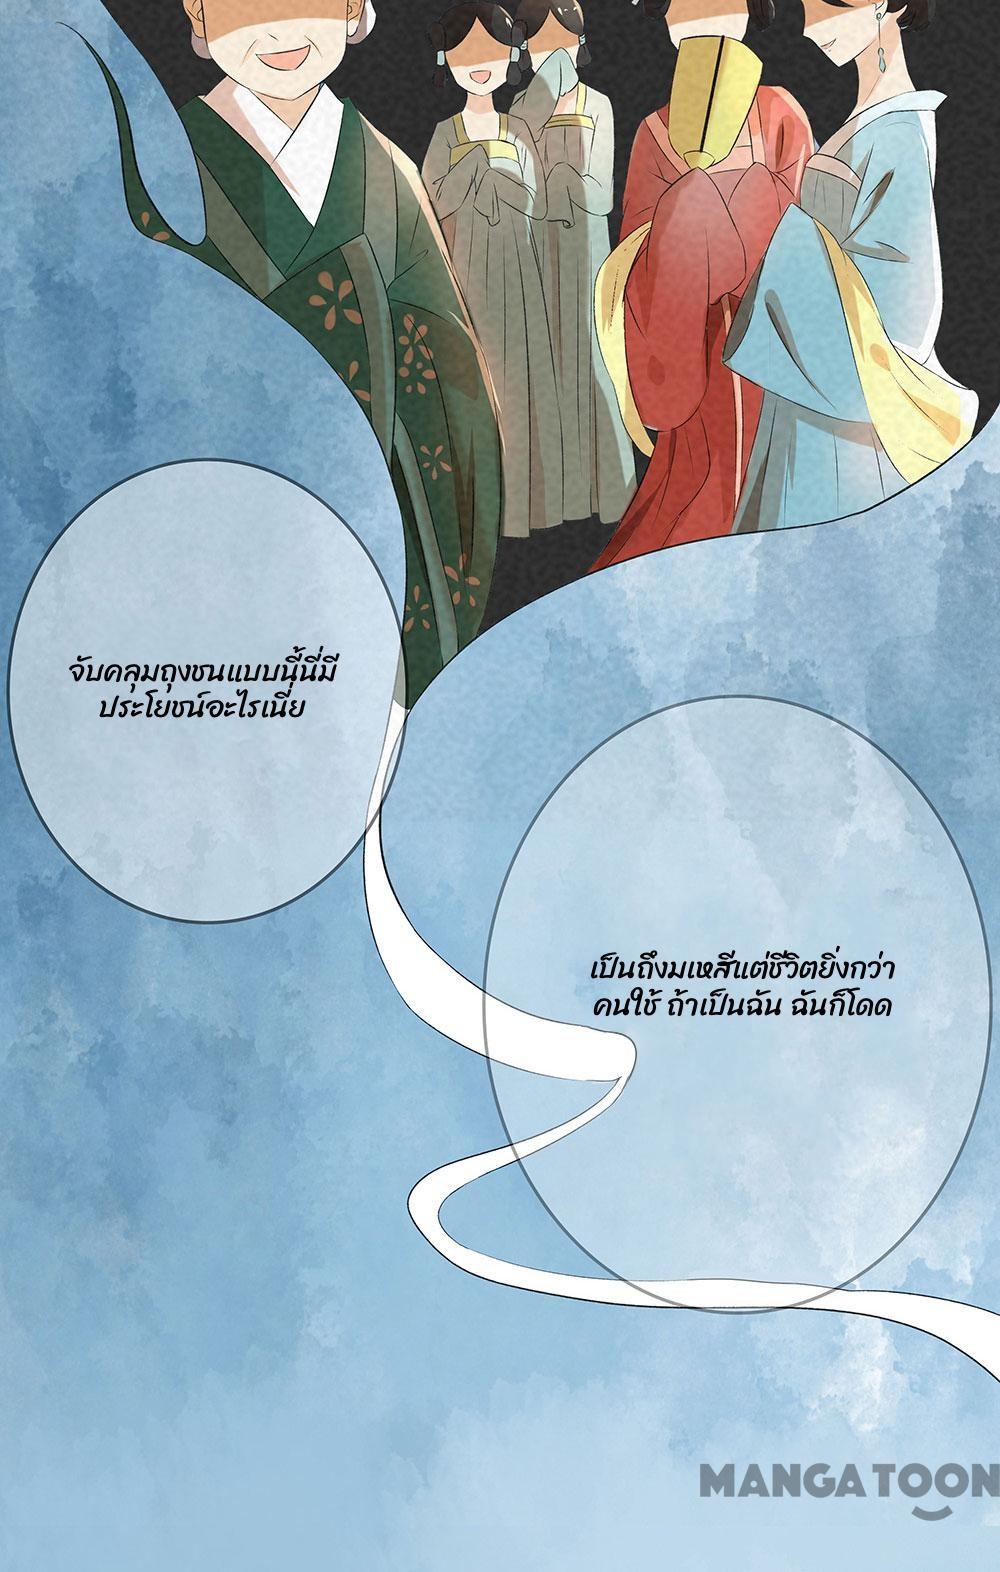 จับคลุมถุงชนแบบนี้นี่มี
ประโยชน์อะไรเนี่ย
เป็นถึงมเหสีแต่ชีวิตยิ่งกว่า
คนใช้ ถ้าเป็นฉัน ฉันก็โดด
MANGATOON